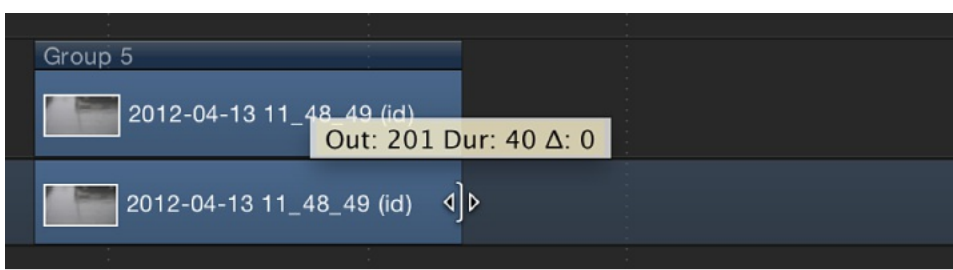 Group 5
2012-04-13 11_48_49 (id)
Out: 201 Dur: 40 Δ: 0
2012-04-13 11_48_49 (id)